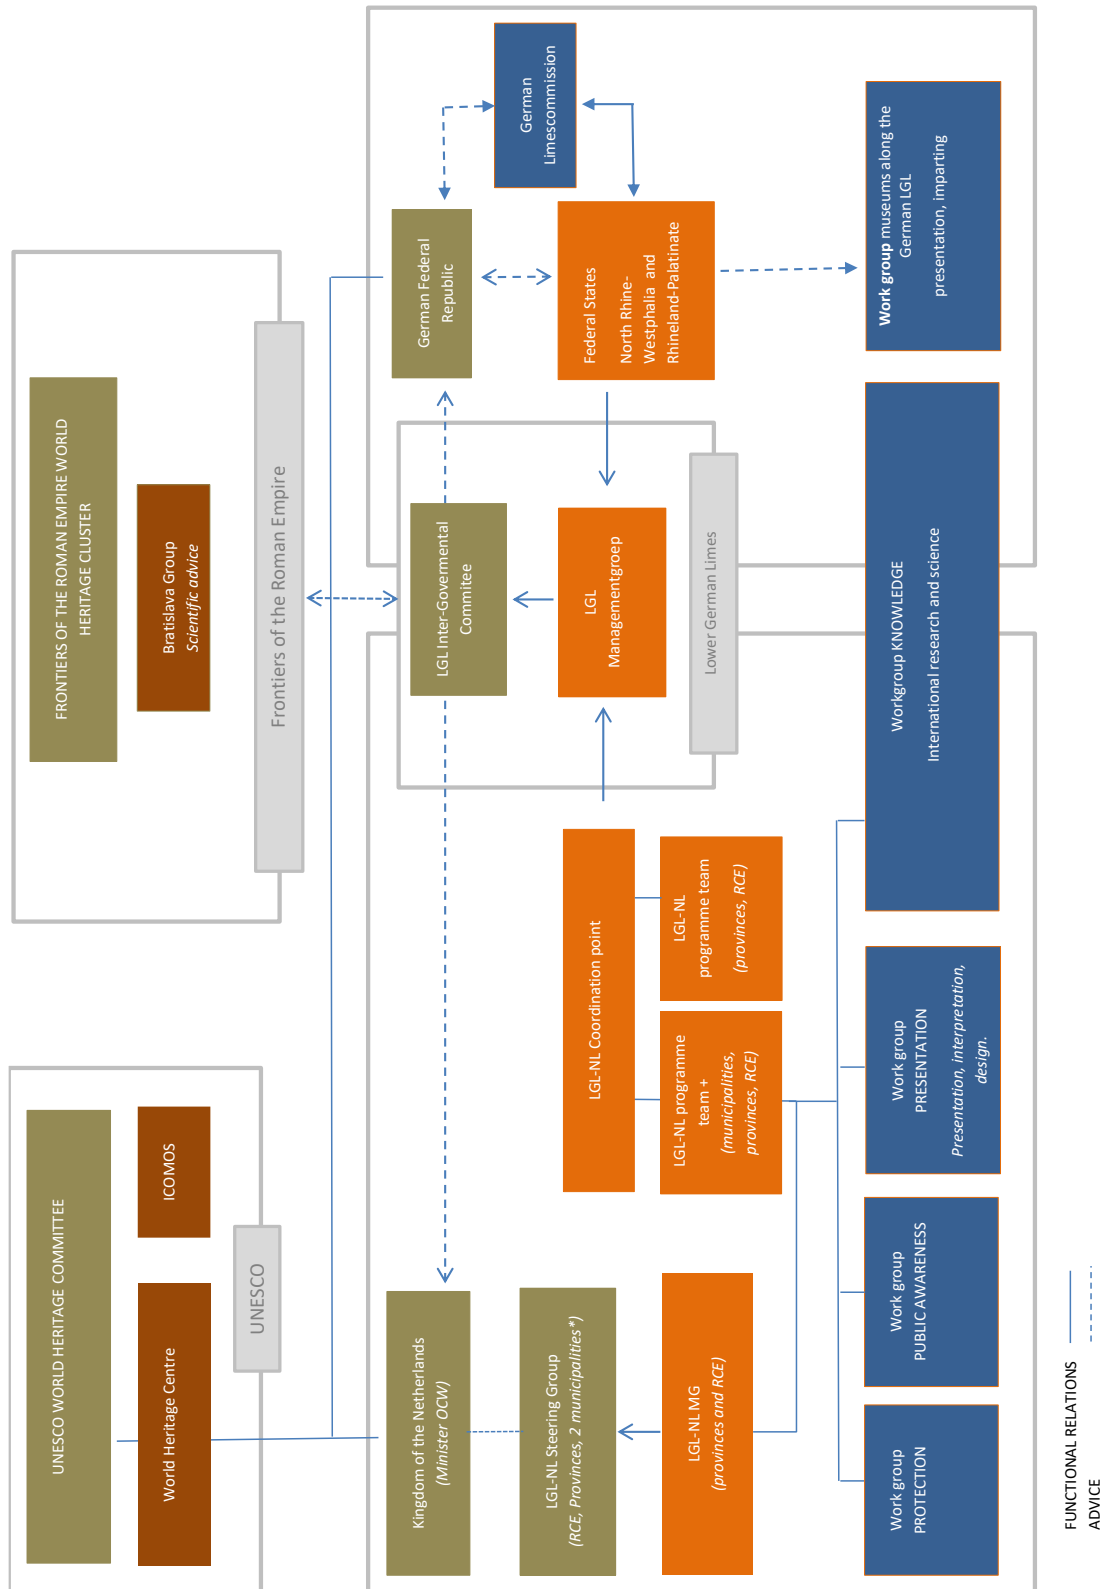 UNESCO WORLD HERITAGE COMMITTEE
World Heritage Centre
ICOMOS
UNESCO
FRONTIERS OF THE ROMAN EMPIRE WORLD
HERITAGE CLUSTER
Bratislava Group
Scientific advice
Frontiers of the Roman Empire
Kingdom of the Netherlands
(Minister OCW)
LGL Inter-Governmental
Commitee
German Federal
Republic
German
Limescommission
LGL-NL Steering Group
(RCE, Provinces, 2 municipalities*)
LGL-NL Coordination point
LGL
Managementgroep
Federal States
North Rhine-
Westphalia and
Rhineland-Palatinate
LGL-NL MG
(provinces and RCE)
LGL-NL programme
team +
(municipalities,
provinces, RCE)
LGL-NL
programme team
(provinces, RCE)
Lower German Limes
Work group
PROTECTION
Work group
PUBLIC AWARENESS
Work group
PRESENTATION
Presentation, interpretation,
design.
Workgroup KNOWLEDGE
International research and science
Work group museums along the
German LGL
presentation, imparting
FUNCTIONAL RELATIONS
ADVICE